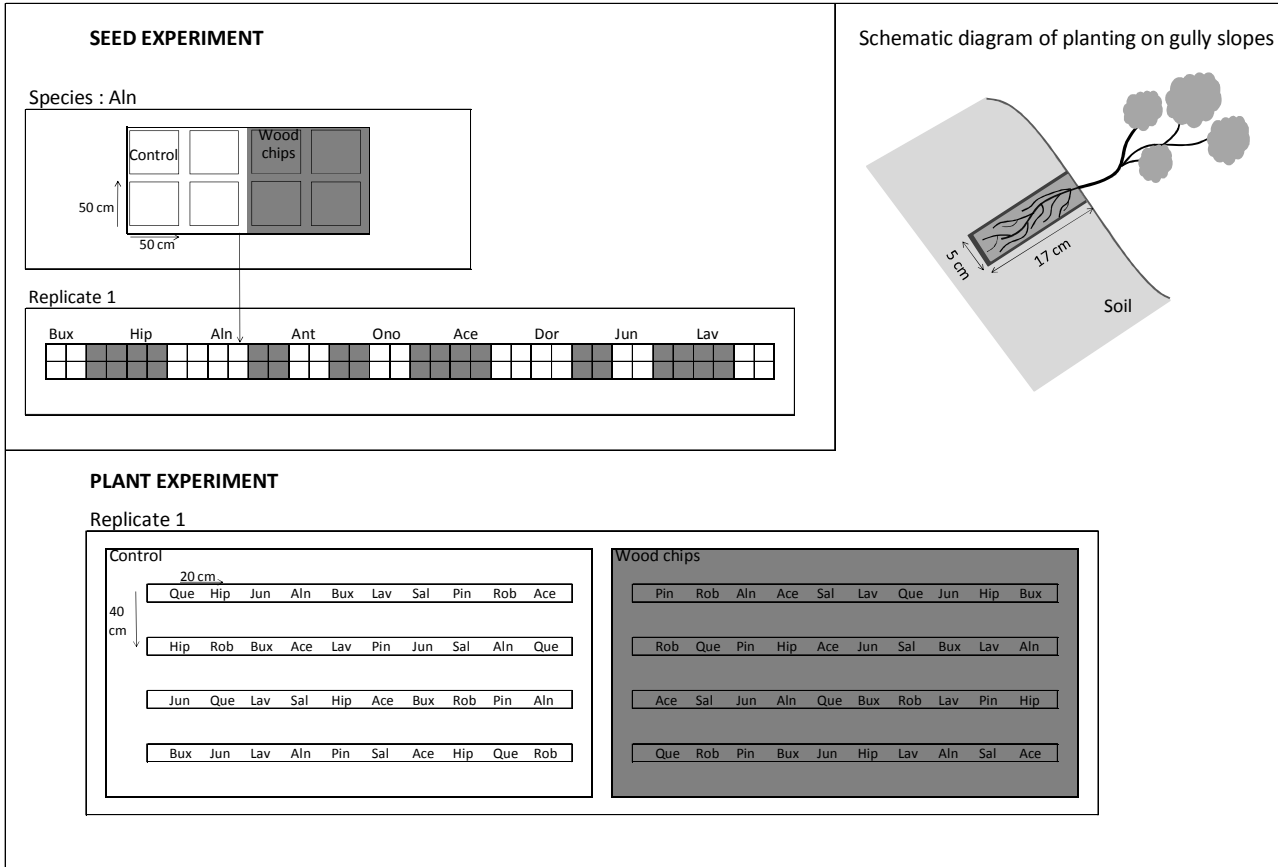 SEED EXPERIMENT
Species : Aln
Control
Wood
chips
50 cm
50 cm
Replicate 1
Bux Hip Aln Ant Ono Ace Dor Jun Lav
Schematic diagram of planting on gully slopes
5 cm
17 cm
Soil
PLANT EXPERIMENT
Replicate 1
Control
20 cm
40
cm
Que Hip Jun Aln Bux Lav Sal Pin Rob Ace
Hip Rob Bux Ace Lav Pin Jun Sal Aln Que
Jun Que Lav Sal Hip Ace Bux Rob Pin Aln
Bux Jun Lav Aln Pin Sal Ace Hip Que Rob
Wood chips
Pin Rob Aln Ace Sal Lav Que Jun Hip Bux
Rob Que Pin Hip Ace Jun Sal Bux Lav Aln
Ace Sal Jun Aln Que Bux Rob Lav Pin Hip
Que Rob Pin Bux Jun Hip Lav Aln Sal Ace